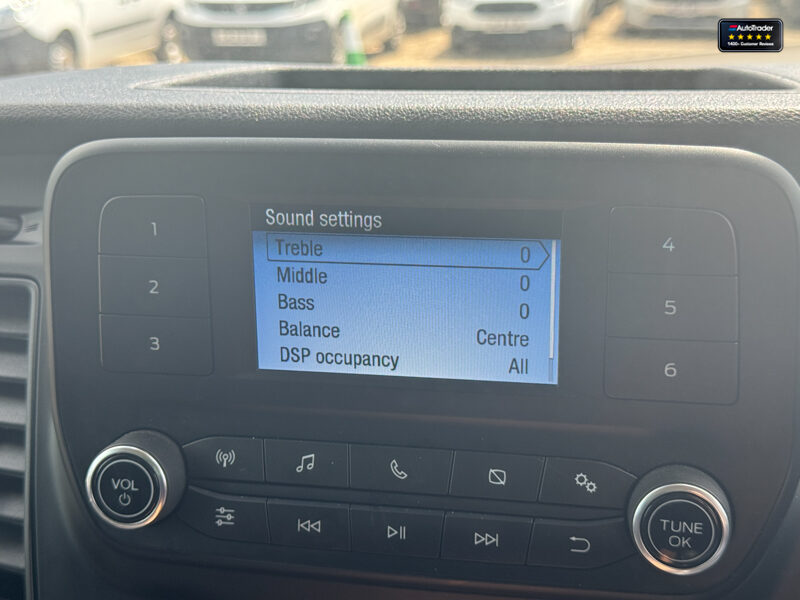 AutoTrader
1400+ Customer Reviews
Sound settings
Treble 0
Middle 0
Bass 0
Balance Centre
DSP occupancy All
1
2
3
4
5
6
VOL
TUNE
OK